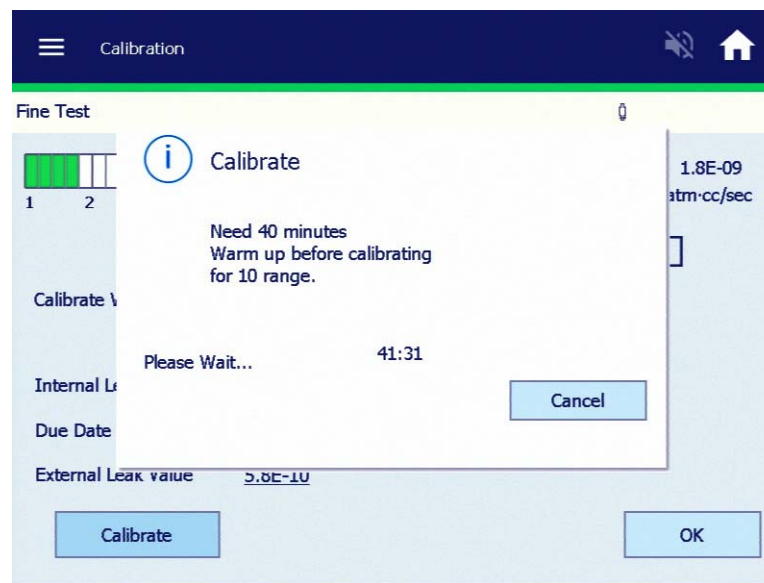 Calibration
Fine Test
Calibrate
1.8E-09
1 2
atm·cc/sec
Need 40 minutes
Warm up before calibrating
for 10 range.
Calibrate
Please Wait... 41:31
Internal
Cancel
Due Date
External Leak Value 5.8E-10
Calibrate OK